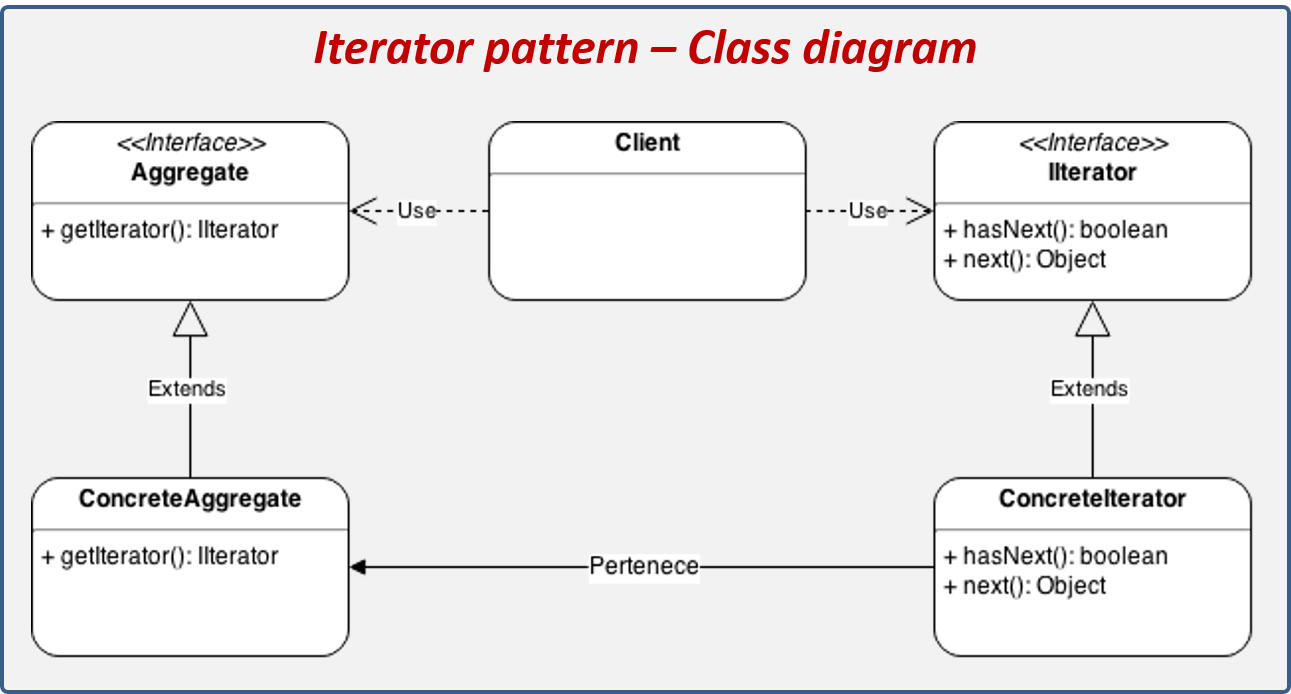 Iterator pattern – Class diagram
<<Interface>>
Aggregate
+ getIterator(): IIterator
Use
Client
Use
<<Interface>>
IIterator
+ hasNext(): boolean
+ next(): Object
Extends
Extends
ConcreteAggregate
+ getIterator(): IIterator
Pertenece
ConcreteIterator
+ hasNext(): boolean
+ next(): Object